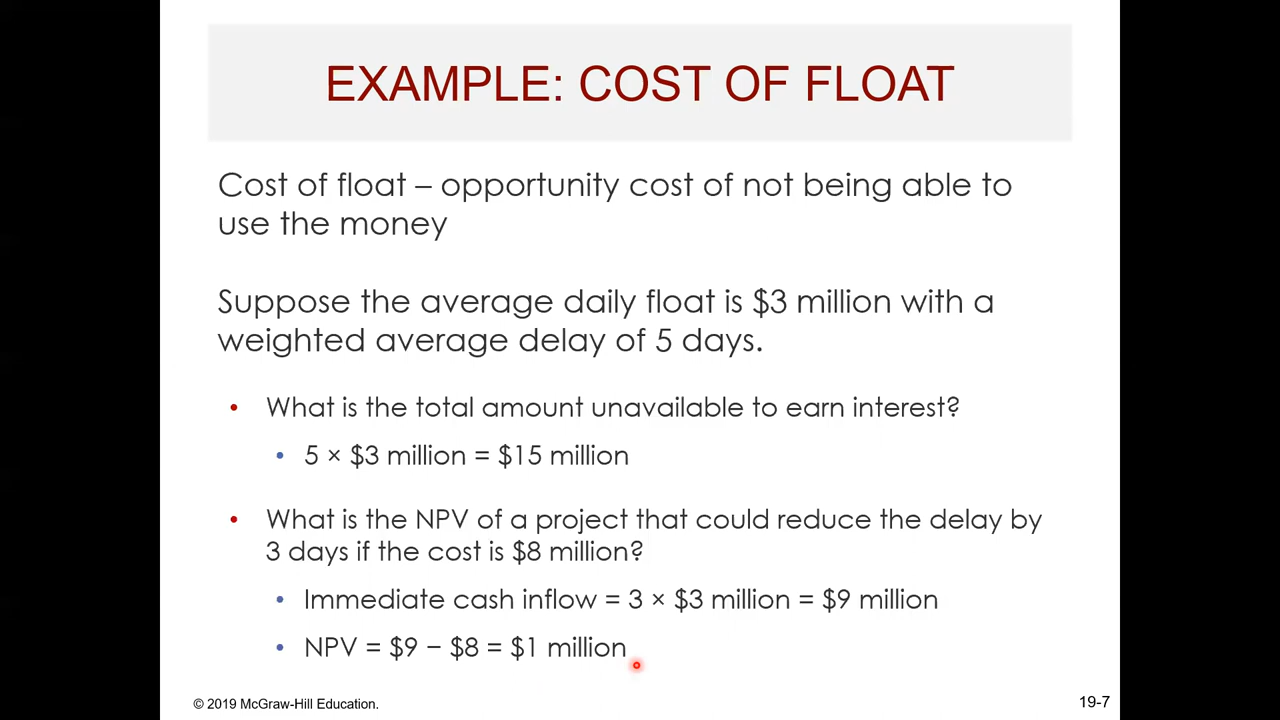 EXAMPLE: COST OF FLOAT
Cost of float – opportunity cost of not being able to
use the money
Suppose the average daily float is $3 million with a
weighted average delay of 5 days.
• What is the total amount unavailable to earn interest?
• 5 × $3 million = $15 million
• What is the NPV of a project that could reduce the delay by
3 days if the cost is $8 million?
• Immediate cash inflow = 3 × $3 million = $9 million
• NPV = $9 − $8 = $1 million
© 2019 McGraw-Hill Education.
19-7